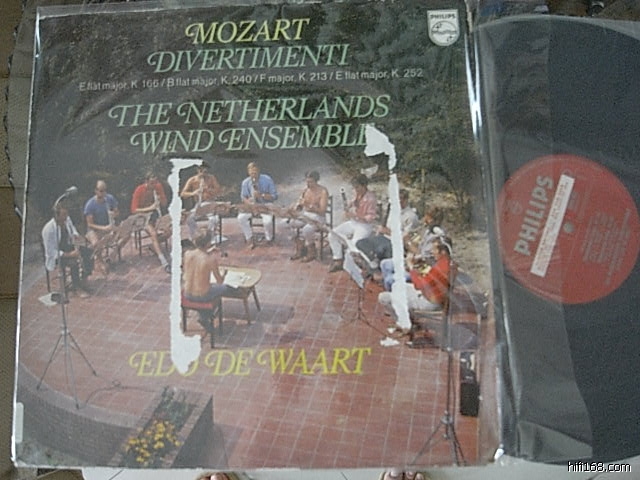 MOZART
DIVERTIMENTI
E flat major, K. 166 / B flat major, K. 240 / F major, K. 213 / E flat major, K. 252
THE NETHERLANDS
WIND ENSEMBLE
EDO DE WAART
PHILIPS
PHILIPS
hifi168.com